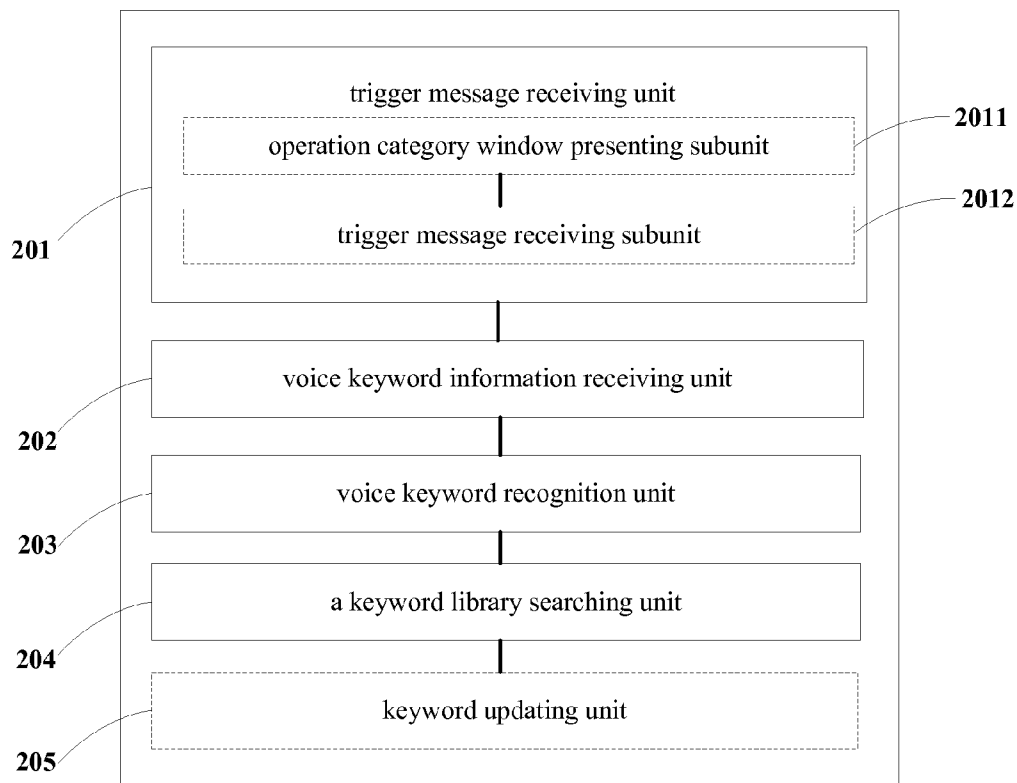 trigger message receiving unit
2011
operation category window presenting subunit
2012
trigger message receiving subunit
201
voice keyword information receiving unit
202
voice keyword recognition unit
203
a keyword library searching unit
204
keyword updating unit
205